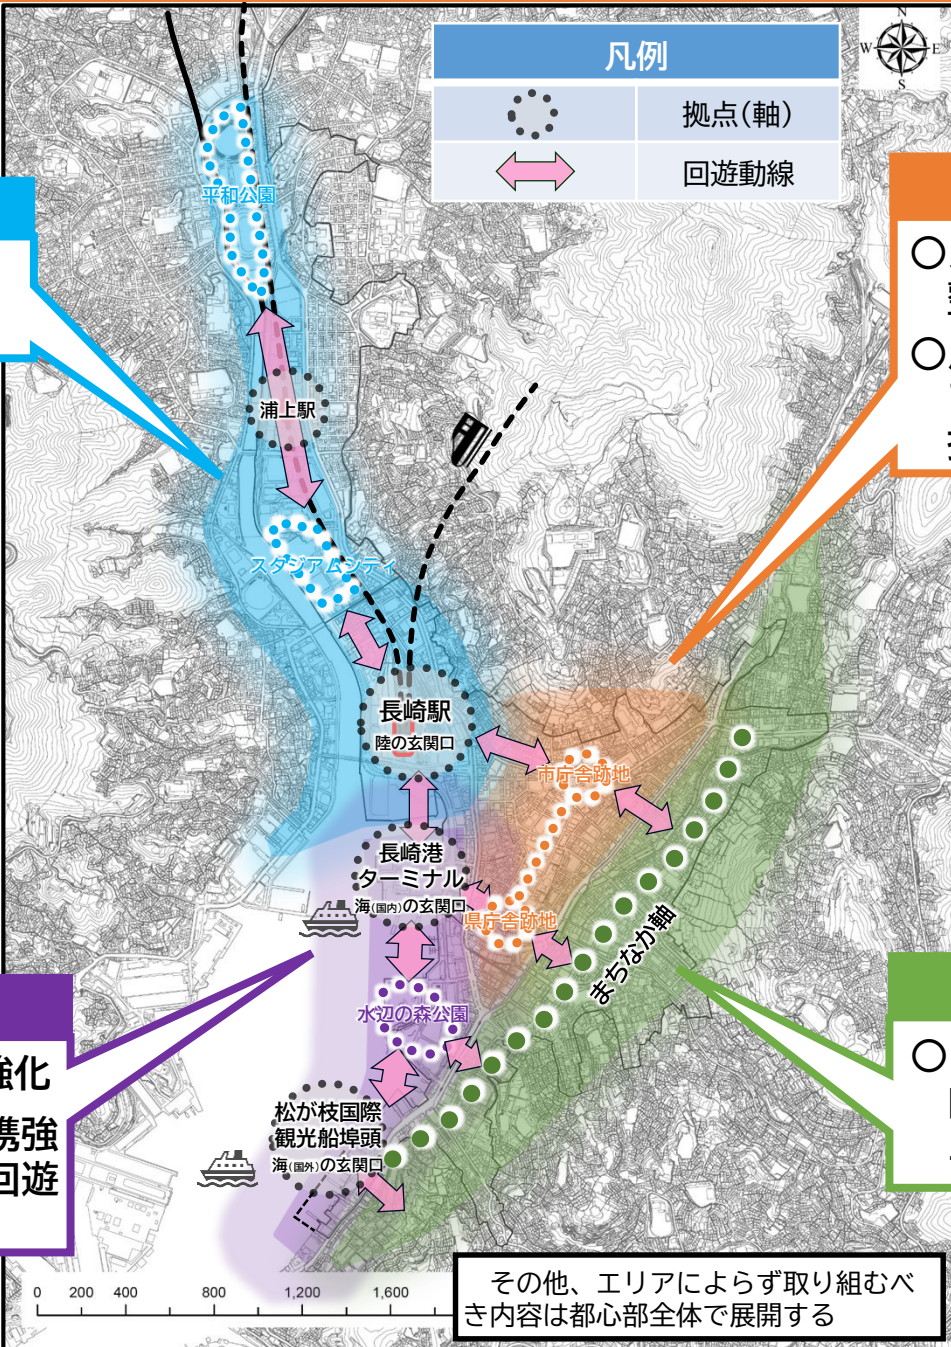 N
W E
S
凡例
拠点(軸)
回遊動線
平和公園
浦上駅
スタジアムシティ
長崎駅
陸の玄関口
市庁舎跡地
長崎港
ターミナル
海(国内)の玄関口
県庁舎跡地
まちなか軸
水辺の森公園
松が枝国際
観光船埠頭
海(国外)の玄関口
強化
携強
回遊
○
○
○
0 200 400 800 1,200 1,600
その他、エリアによらず取り組むべ
き内容は都心部全体で展開する